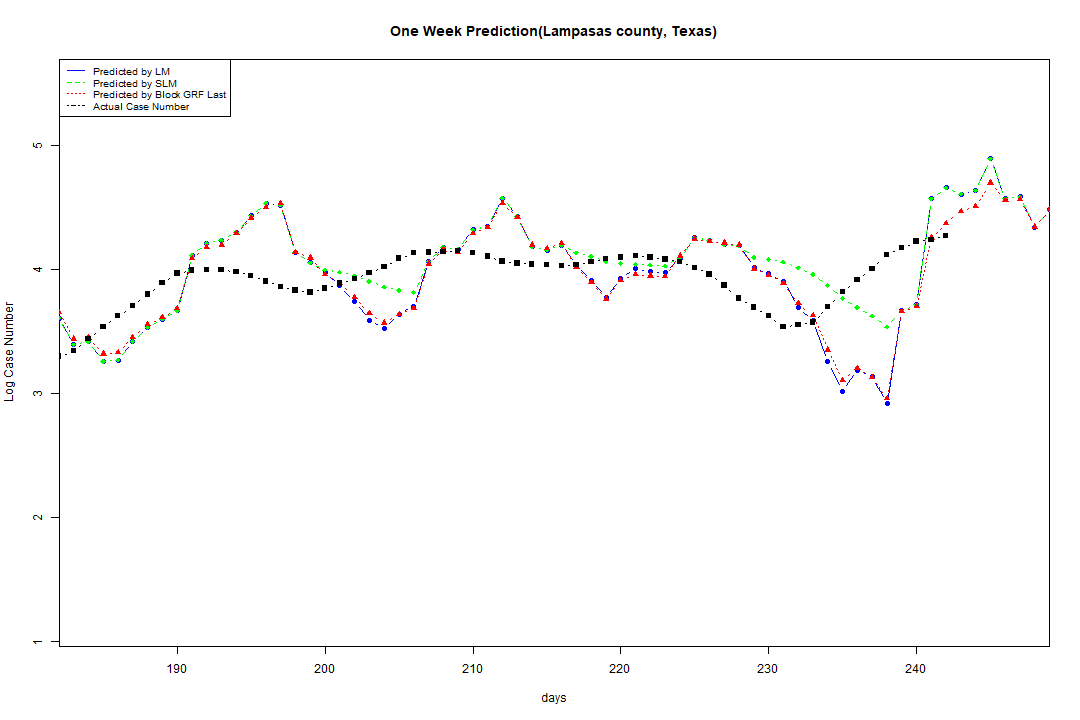 One Week Prediction(Lampasas county, Texas)
Predicted by LM
Predicted by SLM
Predicted by Block GRF Last
Actual Case Number
5
4
3
2
1
Log Case Number
190 200 210 220 230 240
days